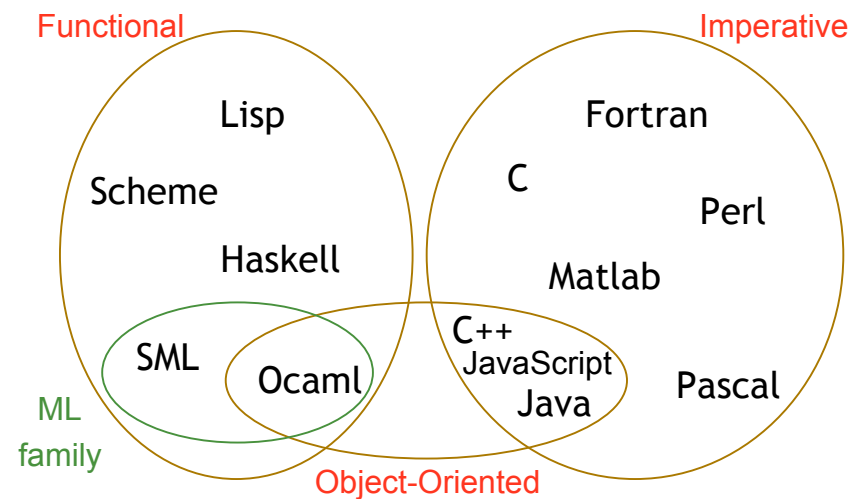 Functional
Imperative
Lisp
Fortran
C
Scheme
Perl
Haskell
Matlab
C++
SML
JavaScript
Ocaml
Pascal
Java
ML
family
Object-Oriented